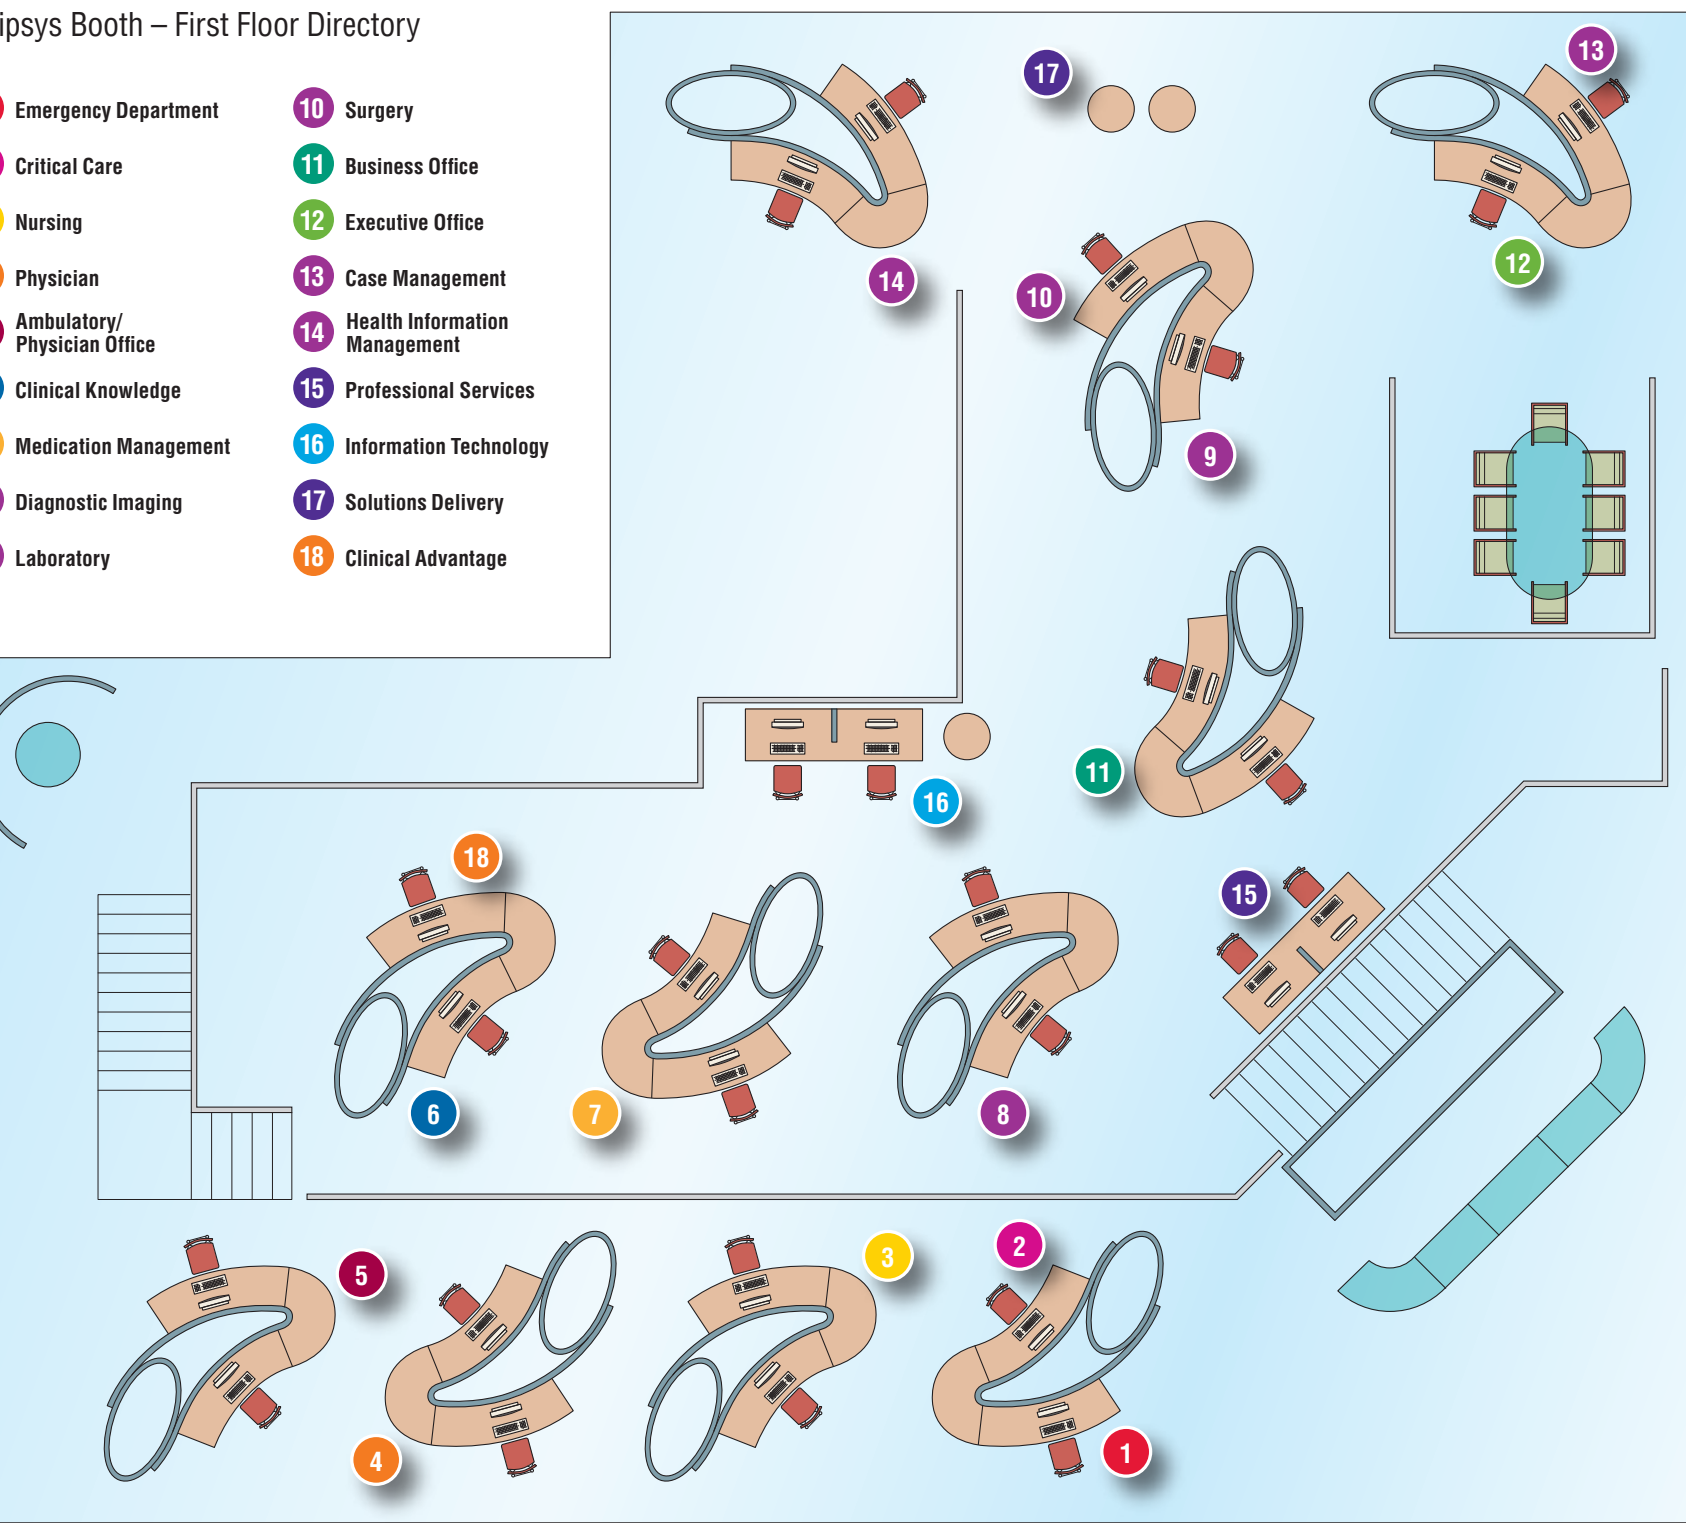 ipsys Booth – First Floor Directory
Emergency Department
Critical Care
Nursing
Physician
Ambulatory/
Physician Office
Clinical Knowledge
Medication Management
Diagnostic Imaging
Laboratory
10 Surgery
11 Business Office
12 Executive Office
13 Case Management
14 Health Information
Management
15 Professional Services
16 Information Technology
17 Solutions Delivery
18 Clinical Advantage
13
17
12
14
10
9
11
16
18
15
6
7
8
2
3
5
1
4